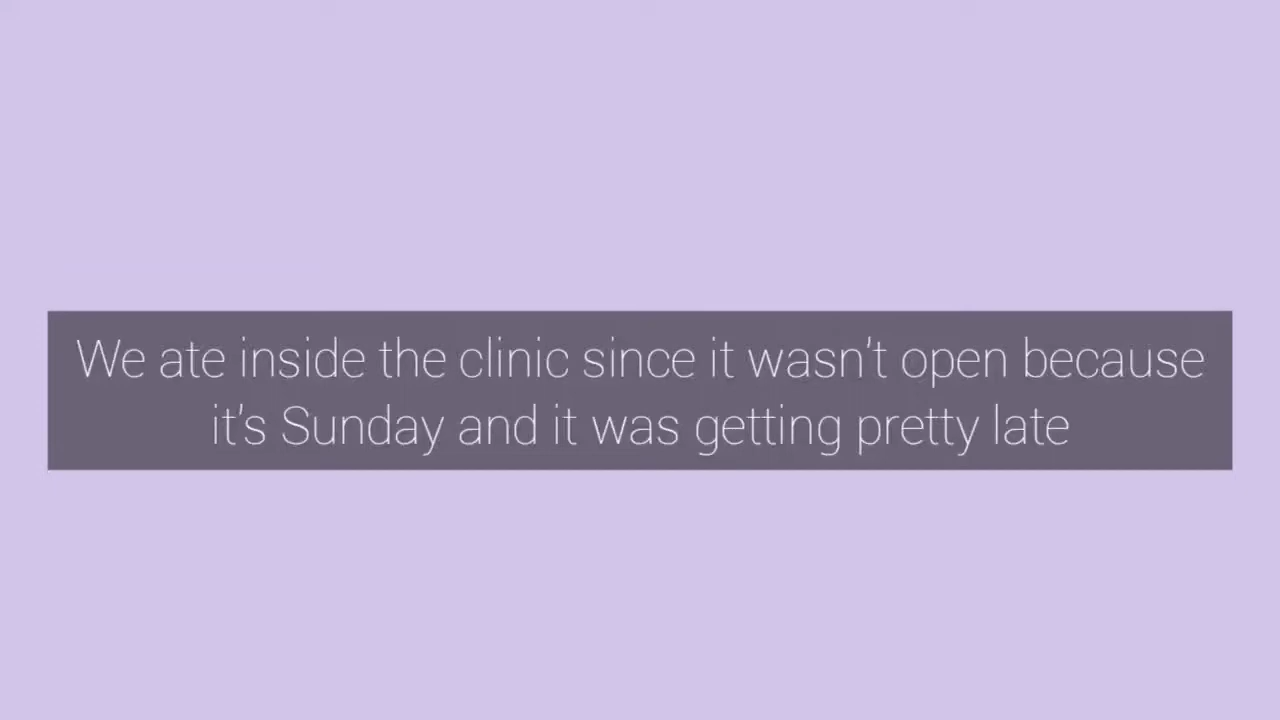 We ate inside the clinic since it wasn't open because
it's Sunday and it was getting pretty late